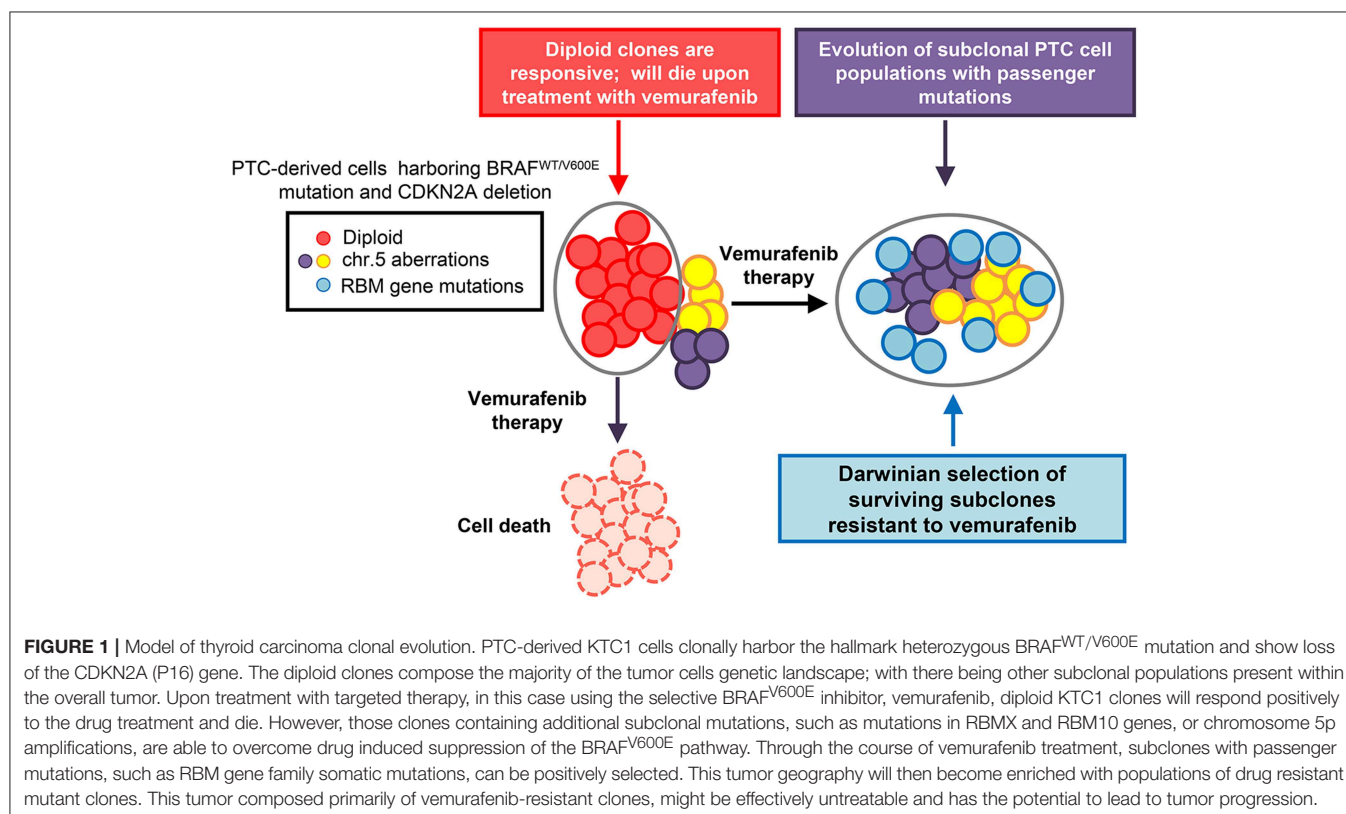 Diploid clones are
responsive; will die upon
treatment with vemurafenib
Evolution of subclonal PTC cell
populations with passenger
mutations
PTC-derived cells harboring BRAFWT/V600E
mutation and CDKN2A deletion
Diploid
chr.5 aberrations
RBM gene mutations
Vemurafenib
therapy
Vemurafenib
therapy
Cell death
Darwinian selection of
surviving subclones
resistant to vemurafenib
FIGURE 1 | Model of thyroid carcinoma clonal evolution. PTC-derived KTC1 cells clonally harbor the hallmark heterozygous BRAFWT/V600E mutation and show loss
of the CDKN2A (P16) gene. The diploid clones compose the majority of the tumor cells genetic landscape; with there being other subclonal populations present within
the overall tumor. Upon treatment with targeted therapy, in this case using the selective BRAFV600E inhibitor, vemurafenib, diploid KTC1 clones will respond positively
to the drug treatment and die. However, those clones containing additional subclonal mutations, such as mutations in RBMX and RBM10 genes, or chromosome 5p
amplifications, are able to overcome drug induced suppression of the BRAFV600E pathway. Through the course of vemurafenib treatment, subclones with passenger
mutations, such as RBM gene family somatic mutations, can be positively selected. This tumor geography will then become enriched with populations of drug resistant
mutant clones. This tumor composed primarily of vemurafenib-resistant clones, might be effectively untreatable and has the potential to lead to tumor progression.